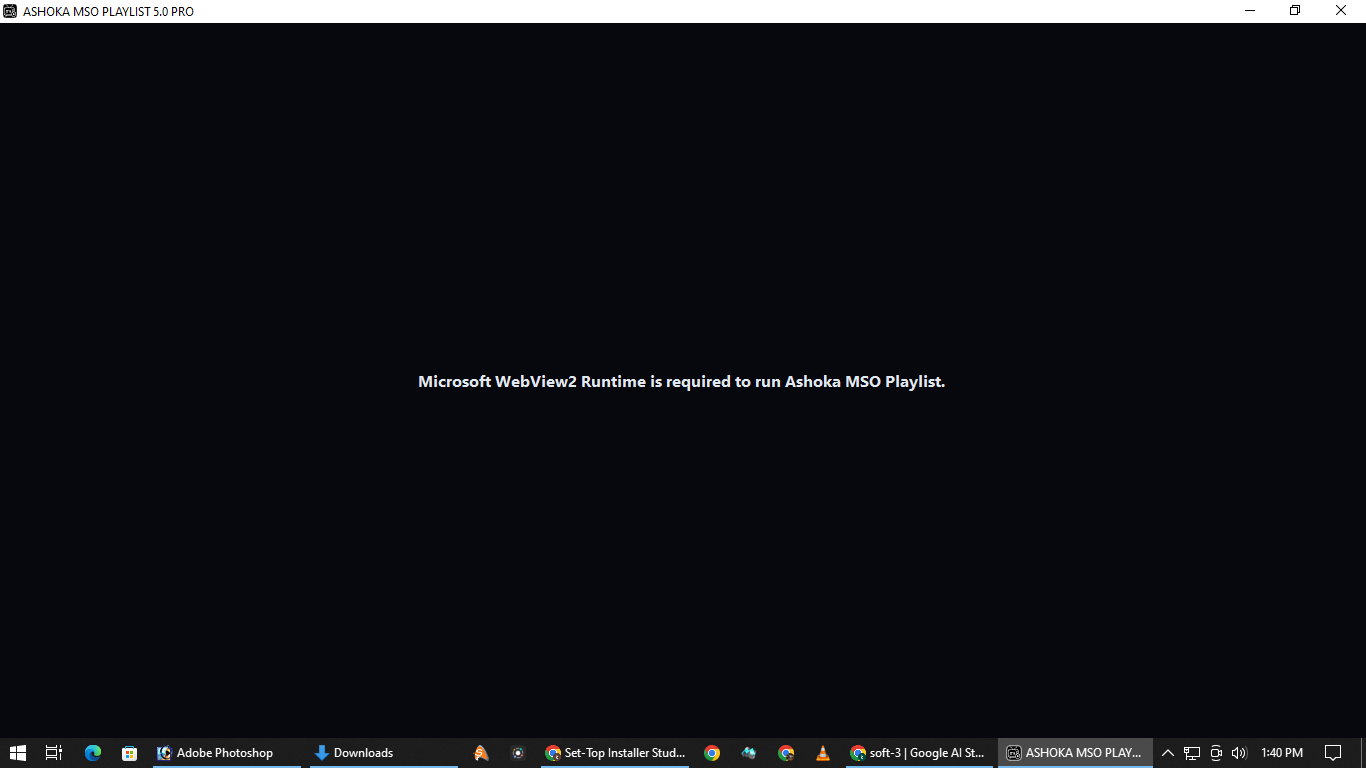 ASHOKA MSO PLAYLIST 5.0 PRO
Microsoft WebView2 Runtime is required to run Ashoka MSO Playlist.
Adobe Photoshop
Downloads
Set-Top Installer Stud...
soft-3 | Google AI St...
ASHOKA MSO PLAY...
1:40 PM